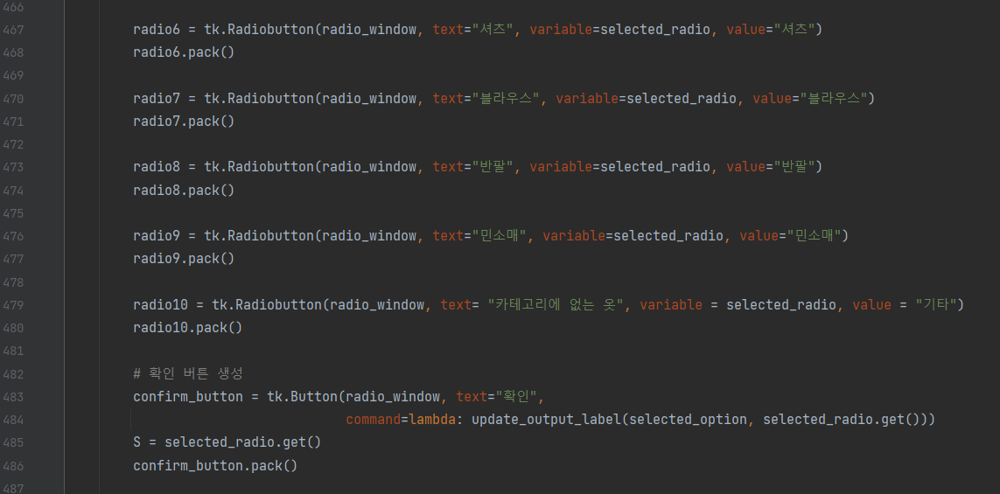 466
467 radio6 = tk.Radiobutton(radio_window, text="셔츠", variable=selected_radio, value="셔츠")
468 radio6.pack()
469
470 radio7 = tk.Radiobutton(radio_window, text="블라우스", variable=selected_radio, value="블라우스")
471 radio7.pack()
472
473 radio8 = tk.Radiobutton(radio_window, text="반팔", variable=selected_radio, value="반팔")
474 radio8.pack()
475
476 radio9 = tk.Radiobutton(radio_window, text="민소매", variable=selected_radio, value="민소매")
477 radio9.pack()
478
479 radio10 = tk.Radiobutton(radio_window, text= "카테고리에 없는 옷", variable = selected_radio, value = "기타")
480 radio10.pack()
481
482 # 확인 버튼 생성
483 confirm_button = tk.Button(radio_window, text="확인",
484 command=lambda: update_output_label(selected_option, selected_radio.get()))
485 S = selected_radio.get()
486 confirm_button.pack()
487